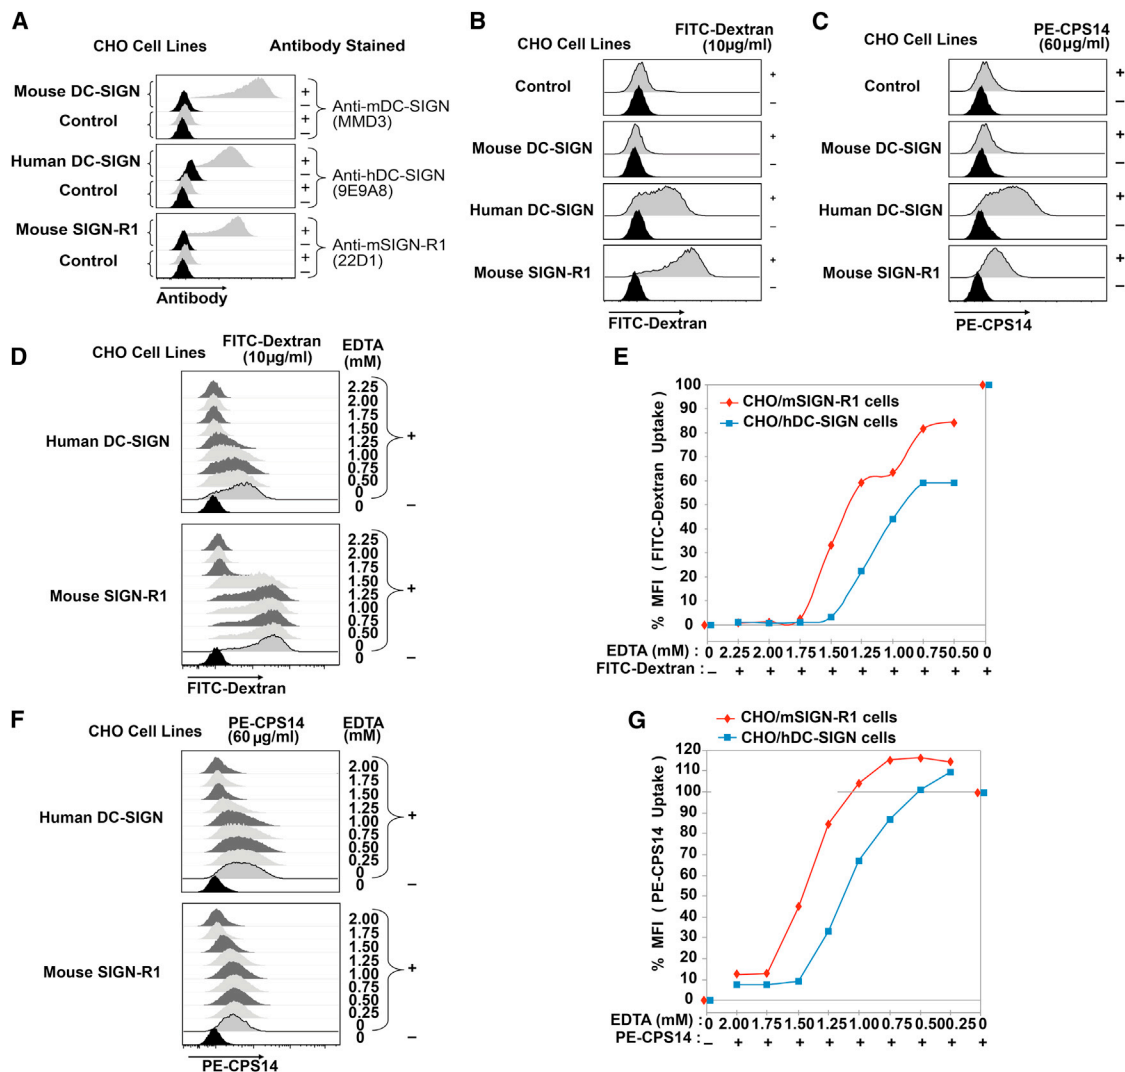 A
CHO Cell Lines
Antibody Stained
Mouse DC-SIGN
+
−
Control
+
−
Anti-mDC-SIGN
(MMD3)
Human DC-SIGN
+
−
Control
+
−
Anti-hDC-SIGN
(9E9A8)
Mouse SIGN-R1
+
−
Control
+
−
Anti-mSIGN-R1
(22D1)
Antibody
B
CHO Cell Lines
FITC-Dextran
(10µg/ml)
Control
+
−
Mouse DC-SIGN
+
−
Human DC-SIGN
+
−
Mouse SIGN-R1
+
−
FITC-Dextran
C
CHO Cell Lines
PE-CPS14
(60µg/ml)
Control
+
−
Mouse DC-SIGN
+
−
Human DC-SIGN
+
−
Mouse SIGN-R1
+
−
PE-CPS14
D
CHO Cell Lines
FITC-Dextran
(10µg/ml)
EDTA
(mM)
Human DC-SIGN
2.25
2.00
1.75
1.50
1.25
1.00
0.75
0.50
0
0
+
−
Mouse SIGN-R1
2.25
2.00
1.75
1.50
1.25
1.00
0.75
0.50
0
0
+
−
FITC-Dextran
E
% MFI ( FITC-Dextran Uptake )
100
90
80
70
60
50
40
30
20
10
0
CHO/mSIGN-R1 cells
CHO/hDC-SIGN cells
EDTA (mM) : 0 2.25 2.00 1.75 1.50 1.25 1.00 0.75 0.50 0
FITC-Dextran : − + + + + + + + + +
F
CHO Cell Lines
PE-CPS14
(60 µg/ml)
EDTA
(mM)
Human DC-SIGN
2.00
1.75
1.50
1.25
1.00
0.75
0.50
0.25
0
0
+
−
Mouse SIGN-R1
2.00
1.75
1.50
1.25
1.00
0.75
0.50
0.25
0
0
+
−
PE-CPS14
G
CHO/mSIGN-R1 cells
CHO/hDC-SIGN cells
% MFI ( PE-CPS14 Uptake )
120
110
100
90
80
70
60
50
40
30
20
10
0
EDTA (mM) : 0 2.00 1.75 1.50 1.25 1.00 0.75 0.50 0.25 0
PE-CPS14 : − + + + + + + + + +